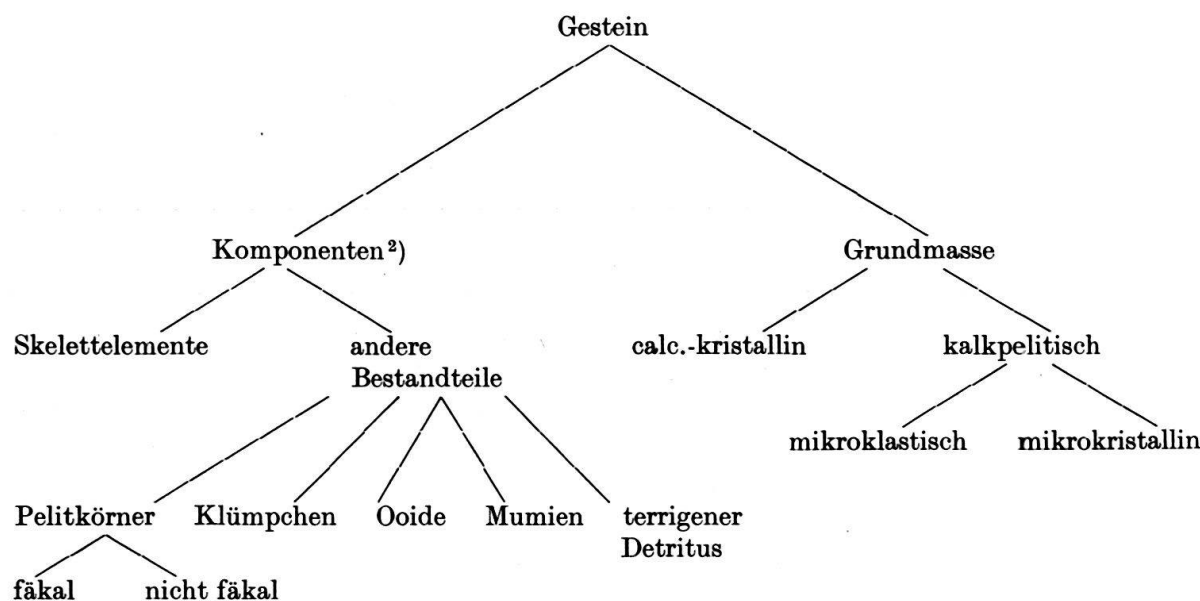 Gestein
Komponenten²) Grundmasse
Skelettelemente andere calc.-kristallin kalkpelitisch
Bestandteile
mikroklastisch mikrokristallin
Pelitkörner Klümpchen Ooide Mumien terrigener
Detritus
fäkal nicht fäkal